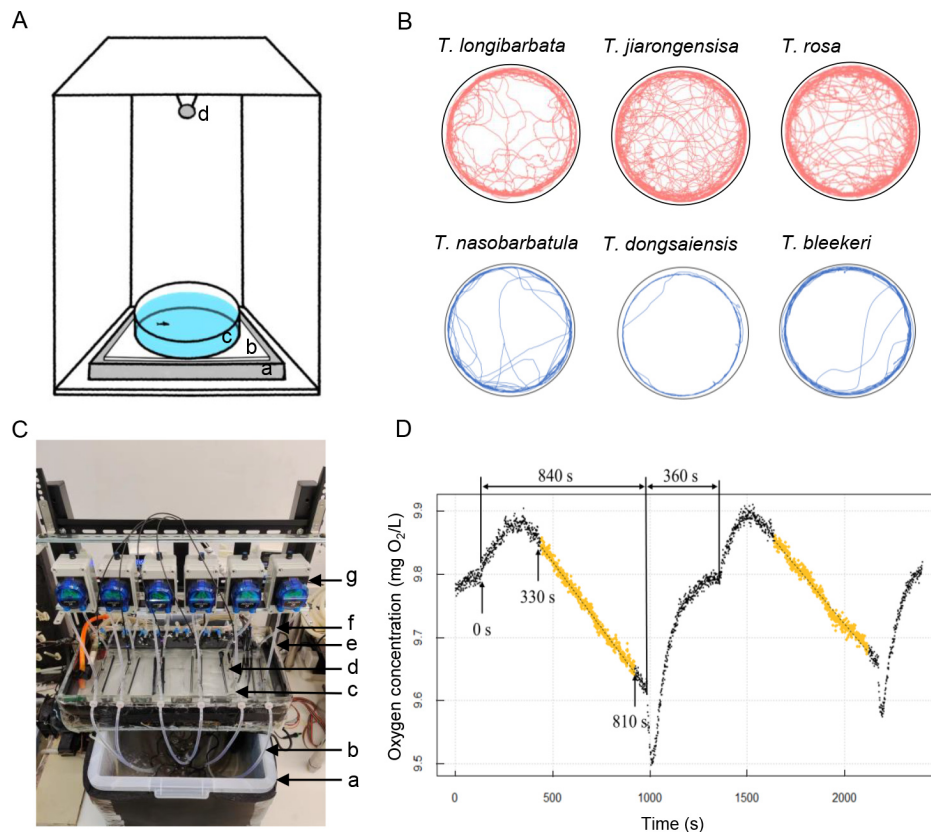 A
d
c
b
a
B
T. longibarbata
T. jiarongensisa
T. rosa
T. nasobarbatula
T. dongsaiensis
T. bleekeri
C
g
f
e
d
c
b
a
D
840 s
360 s
9.9
9.8
9.7
9.6
9.5
Oxygen concentration (mg O₂/L)
0 s
330 s
810 s
0
500
1000
1500
2000
Time (s)